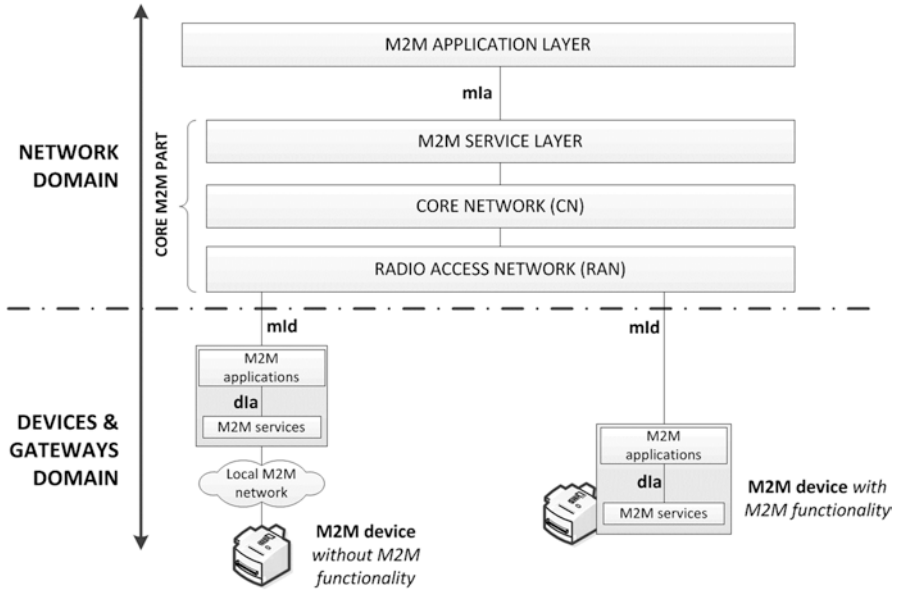 M2M APPLICATION LAYER
mIa
NETWORK
DOMAIN
CORE M2M PART
M2M SERVICE LAYER
CORE NETWORK (CN)
RADIO ACCESS NETWORK (RAN)
mId
mId
DEVICES &
GATEWAYS
DOMAIN
M2M
applications
dIa
M2M services
Local M2M
network
M2M device
without M2M
functionality
M2M
applications
dIa
M2M services
M2M device with
M2M functionality